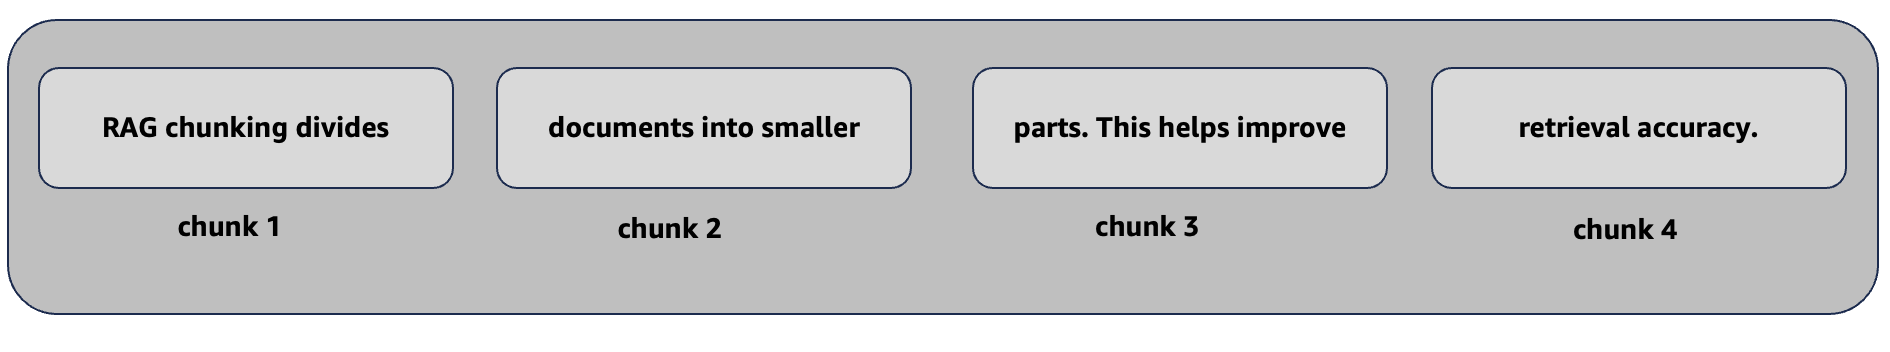 RAG chunking divides
documents into smaller
parts. This helps improve
retrieval accuracy.
chunk 1
chunk 2
chunk 3
chunk 4